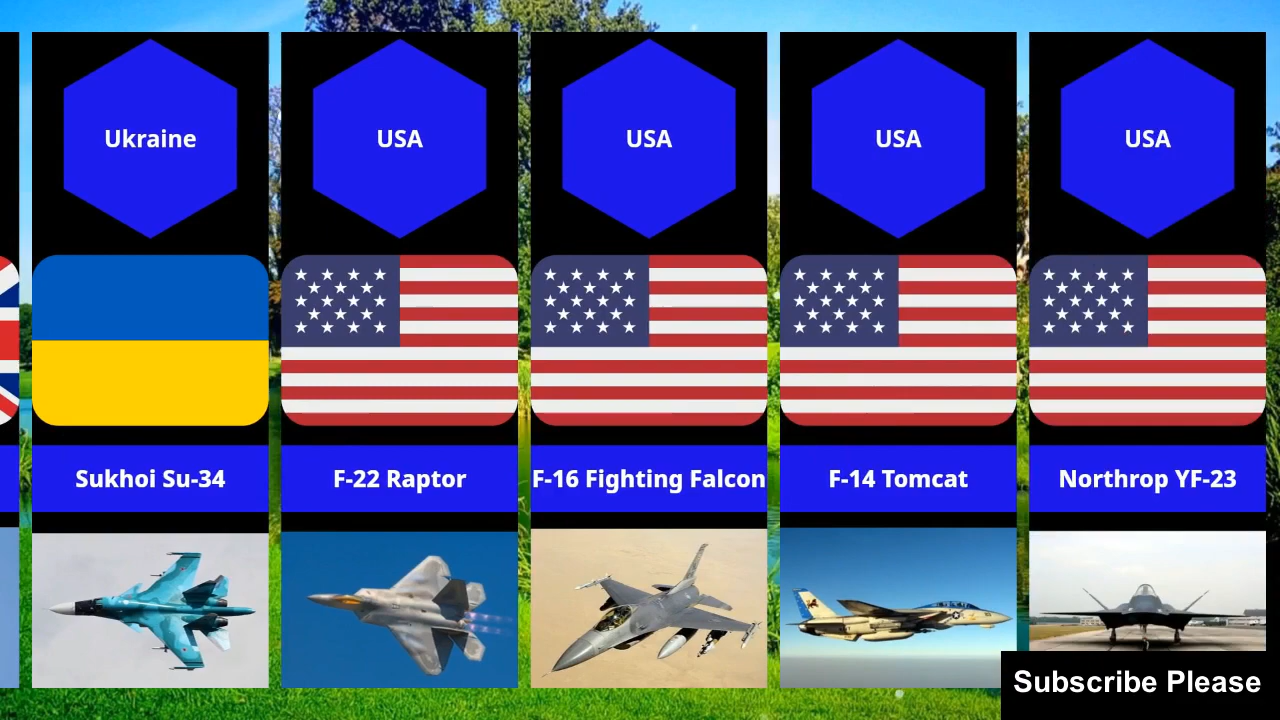 Ukraine
USA
USA
USA
USA
Sukhoi Su-34
F-22 Raptor
F-16 Fighting Falcon
F-14 Tomcat
Northrop YF-23
Subscribe Please